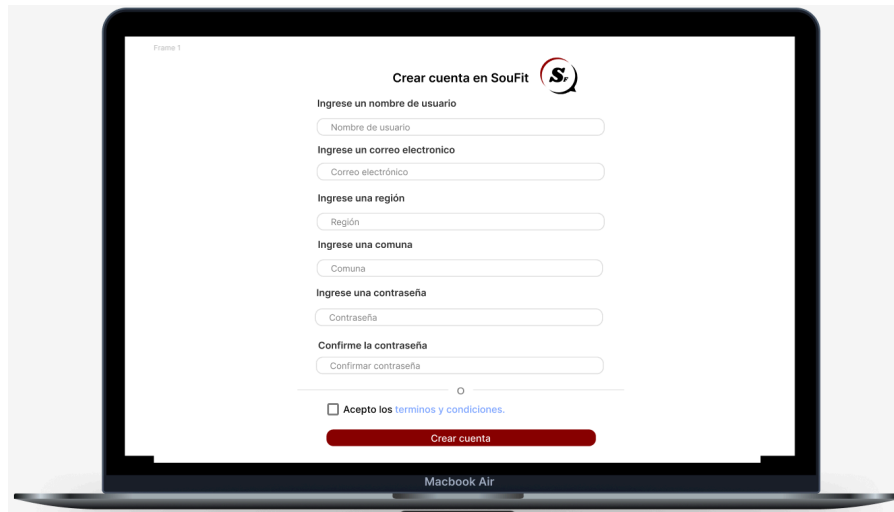 Frame 1
Crear cuenta en SouFit
SF
Ingrese un nombre de usuario
Nombre de usuario
Ingrese un correo electronico
Correo electrónico
Ingrese una región
Región
Ingrese una comuna
Comuna
Ingrese una contraseña
Contraseña
Confirme la contraseña
Confirmar contraseña
O
Acepto los terminos y condiciones.
Crear cuenta
Macbook Air